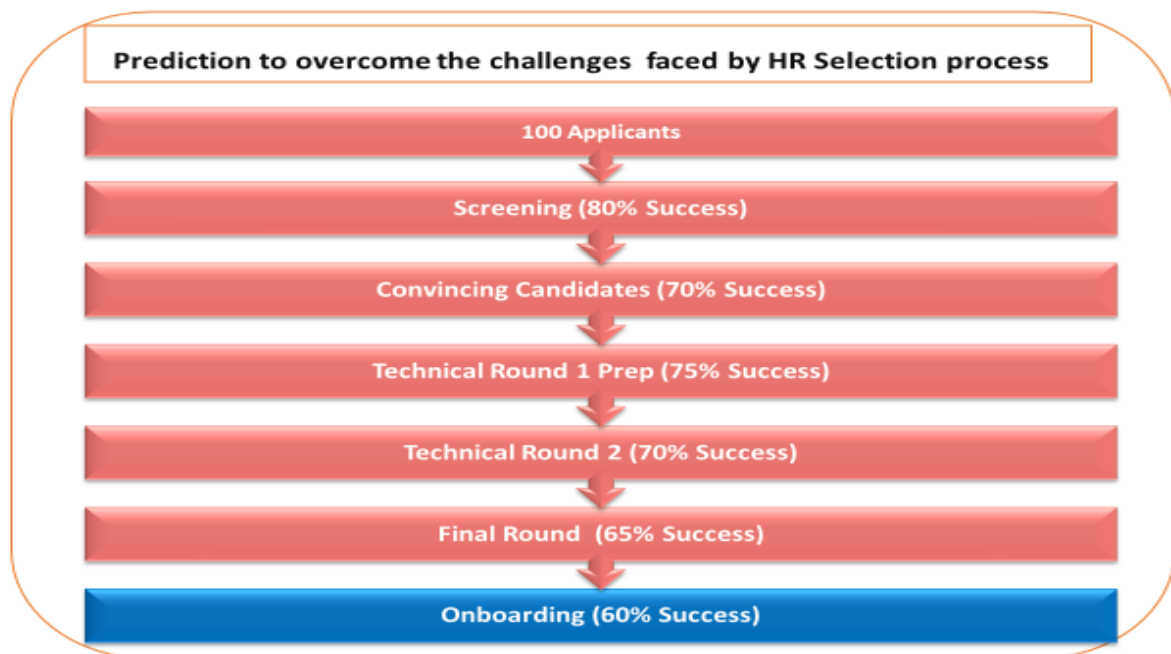 Prediction to overcome the challenges faced by HR Selection process
100 Applicants
Screening (80% Success)
Convincing Candidates (70% Success)
Technical Round 1 Prep (75% Success)
Technical Round 2 (70% Success)
Final Round (65% Success)
Onboarding (60% Success)